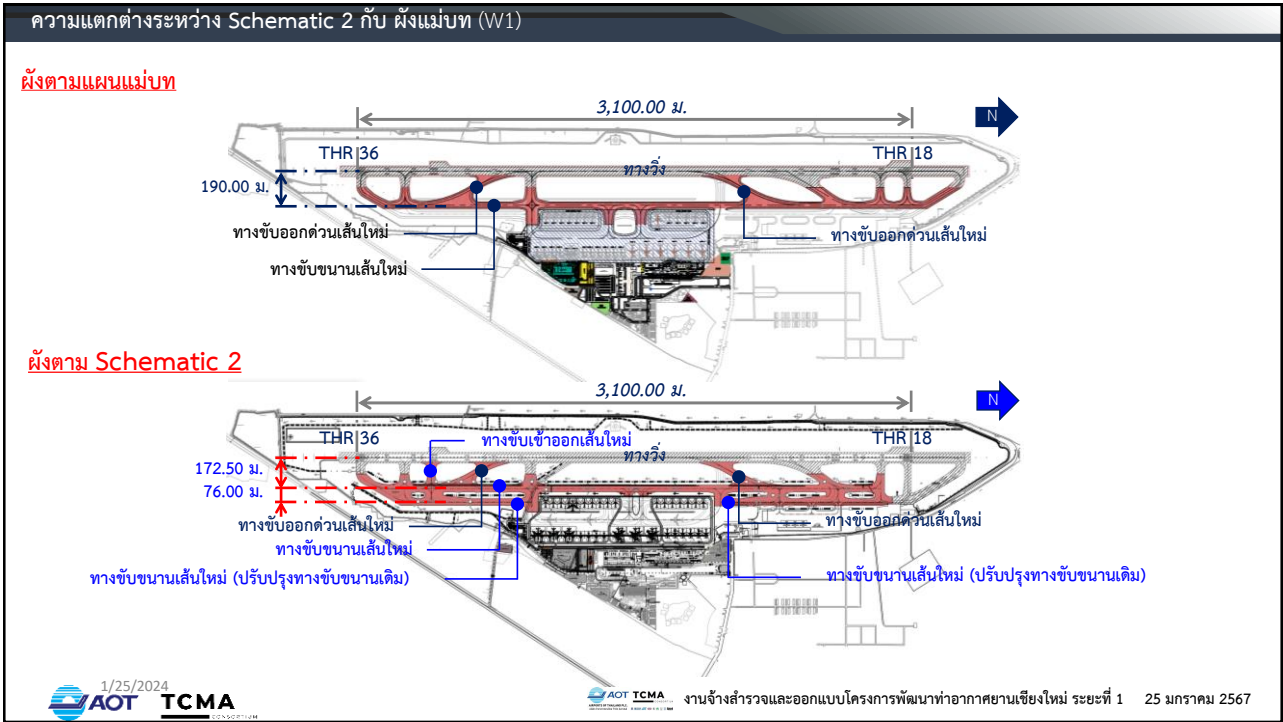 ความแตกต่างระหว่าง Schematic 2 กับ ผังแม่บท (W1)
ผังตามแผนแม่บท
3,100.00 ม.
N
THR 36
THR 18
ทางวิ่ง
190.00 ม.
ทางขับออกด่วนเส้นใหม่
ทางขับออกด่วนเส้นใหม่
ทางขับขนานเส้นใหม่
ผังตาม Schematic 2
3,100.00 ม.
N
THR 36
ทางขับเข้าออกเส้นใหม่
THR 18
ทางวิ่ง
172.50 ม.
76.00 ม.
ทางขับออกด่วนเส้นใหม่
ทางขับออกด่วนเส้นใหม่
ทางขับขนานเส้นใหม่
ทางขับขนานเส้นใหม่ (ปรับปรุงทางขับขนานเดิม)
ทางขับขนานเส้นใหม่ (ปรับปรุงทางขับขนานเดิม)
1/25/2024
AOT TCMA
CONSORTIUM
AOT TCMA งานจ้างสำรวจและออกแบบโครงการพัฒนาท่าอากาศยานเชียงใหม่ ระยะที่ 1 25 มกราคม 2567